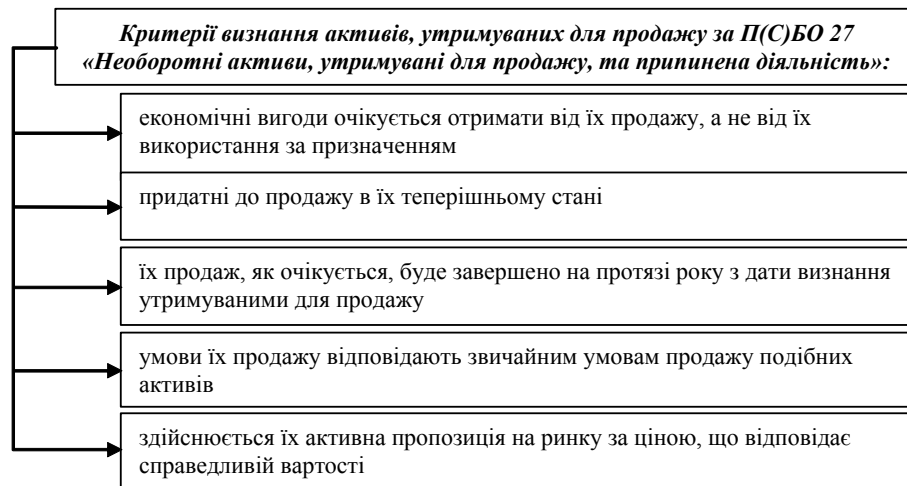 Критерії визнання активів, утримуваних для продажу за П(С)БО 27
«Необоротні активи, утримувані для продажу, та припинена діяльність»:
економічні вигоди очікується отримати від їх продажу, а не від їх
використання за призначенням
придатні до продажу в їх теперішньому стані
їх продаж, як очікується, буде завершено на протязі року з дати визнання
утримуваними для продажу
умови їх продажу відповідають звичайним умовам продажу подібних
активів
здійснюється їх активна пропозиція на ринку за ціною, що відповідає
справедливій вартості